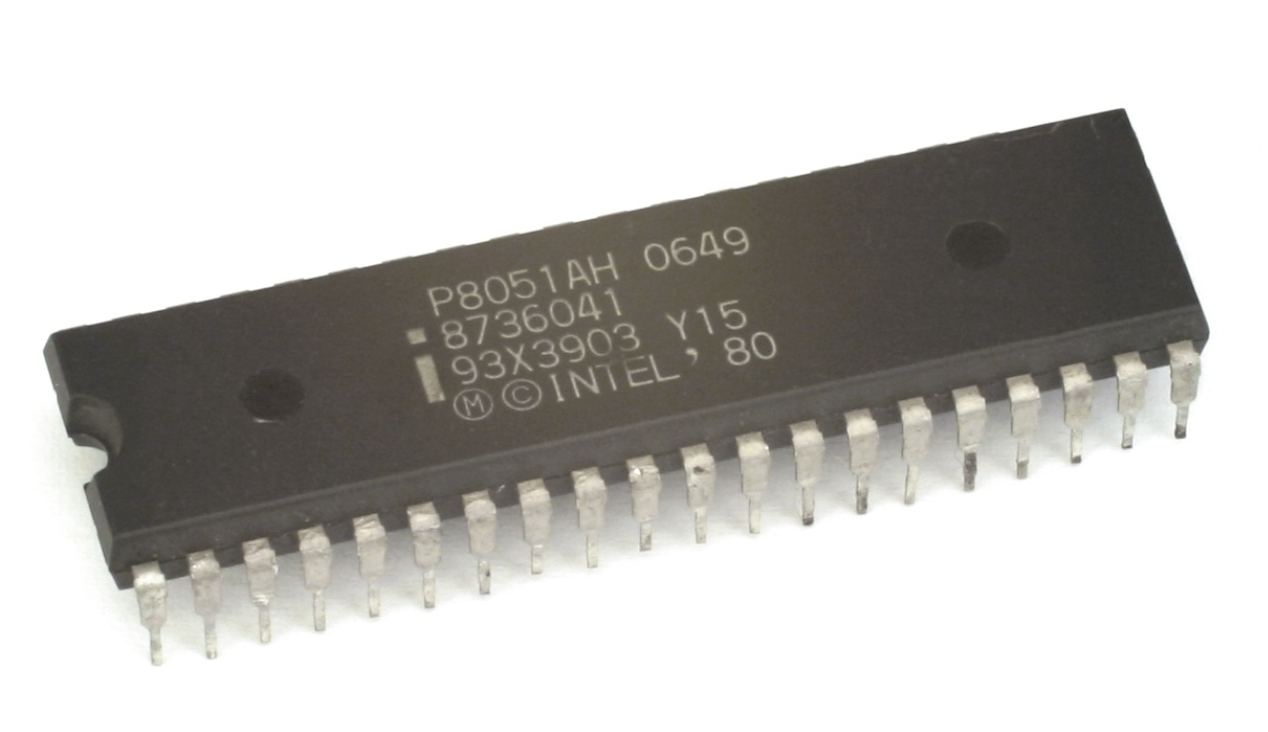 P8051AH 0649
8736041
93X3903 Y15
Ⓜ ©INTEL '80